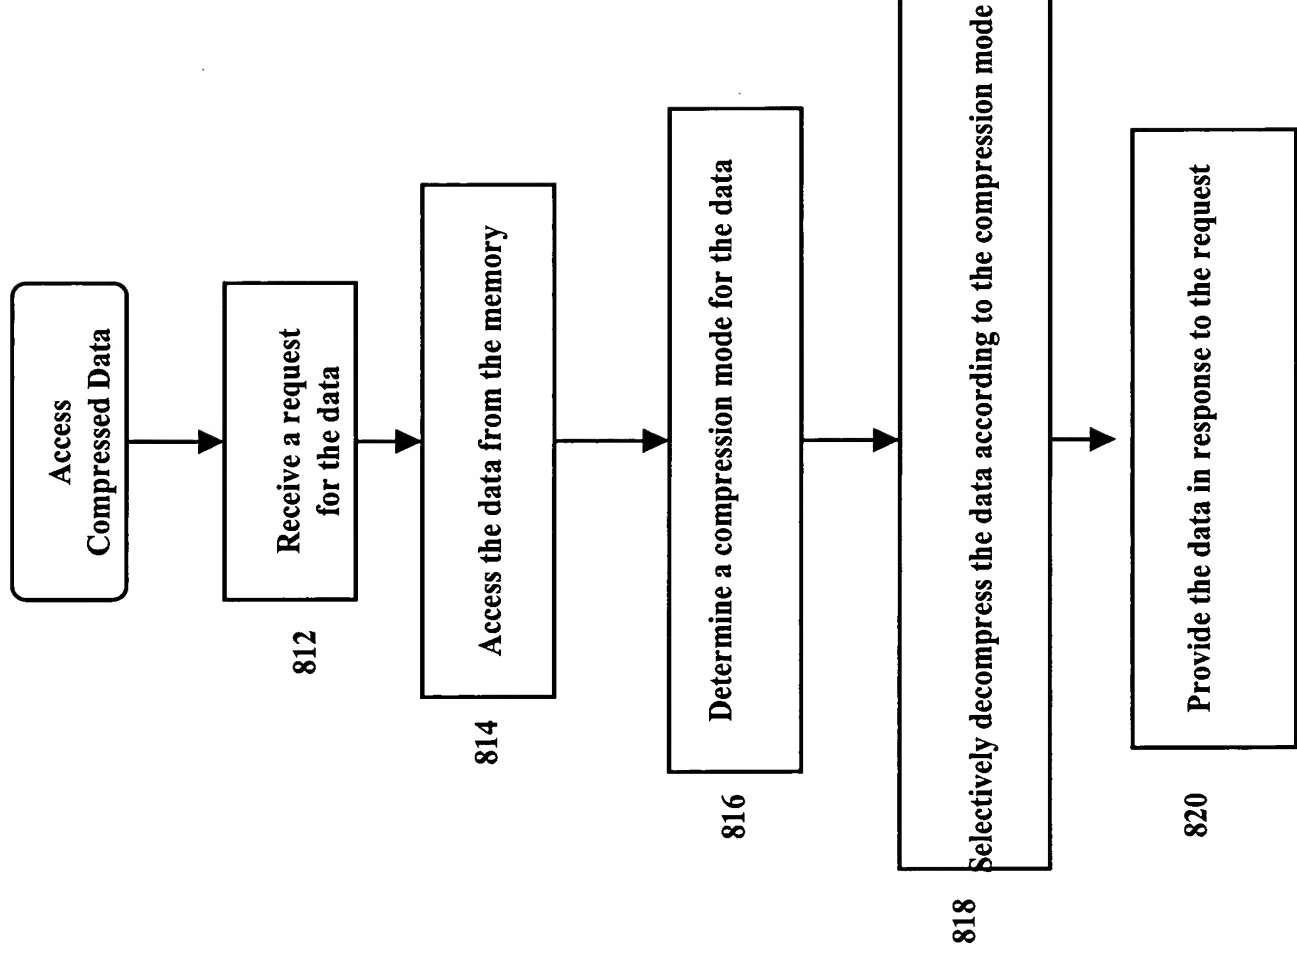 Access
Compressed Data
812
Receive a request
for the data
814
Access the data from the memory
816
Determine a compression mode for the data
818
Selectively decompress the data according to the compression mode
820
Provide the data in response to the request